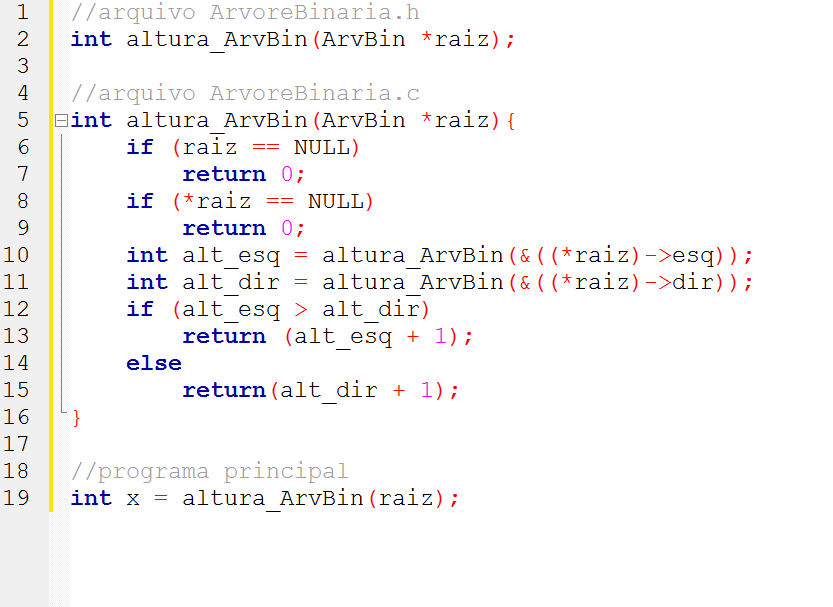 1 //arquivo ArvoreBinaria.h
2 int altura_ArvBin(ArvBin *raiz);
3
4 //arquivo ArvoreBinaria.c
5 int altura_ArvBin(ArvBin *raiz){
6 if (raiz == NULL)
7 return 0;
8 if (*raiz == NULL)
9 return 0;
10 int alt_esq = altura_ArvBin(&((*raiz)->esq));
11 int alt_dir = altura_ArvBin(&((*raiz)->dir));
12 if (alt_esq > alt_dir)
13 return (alt_esq + 1);
14 else
15 return(alt_dir + 1);
16 }
17
18 //programa principal
19 int x = altura_ArvBin(raiz);